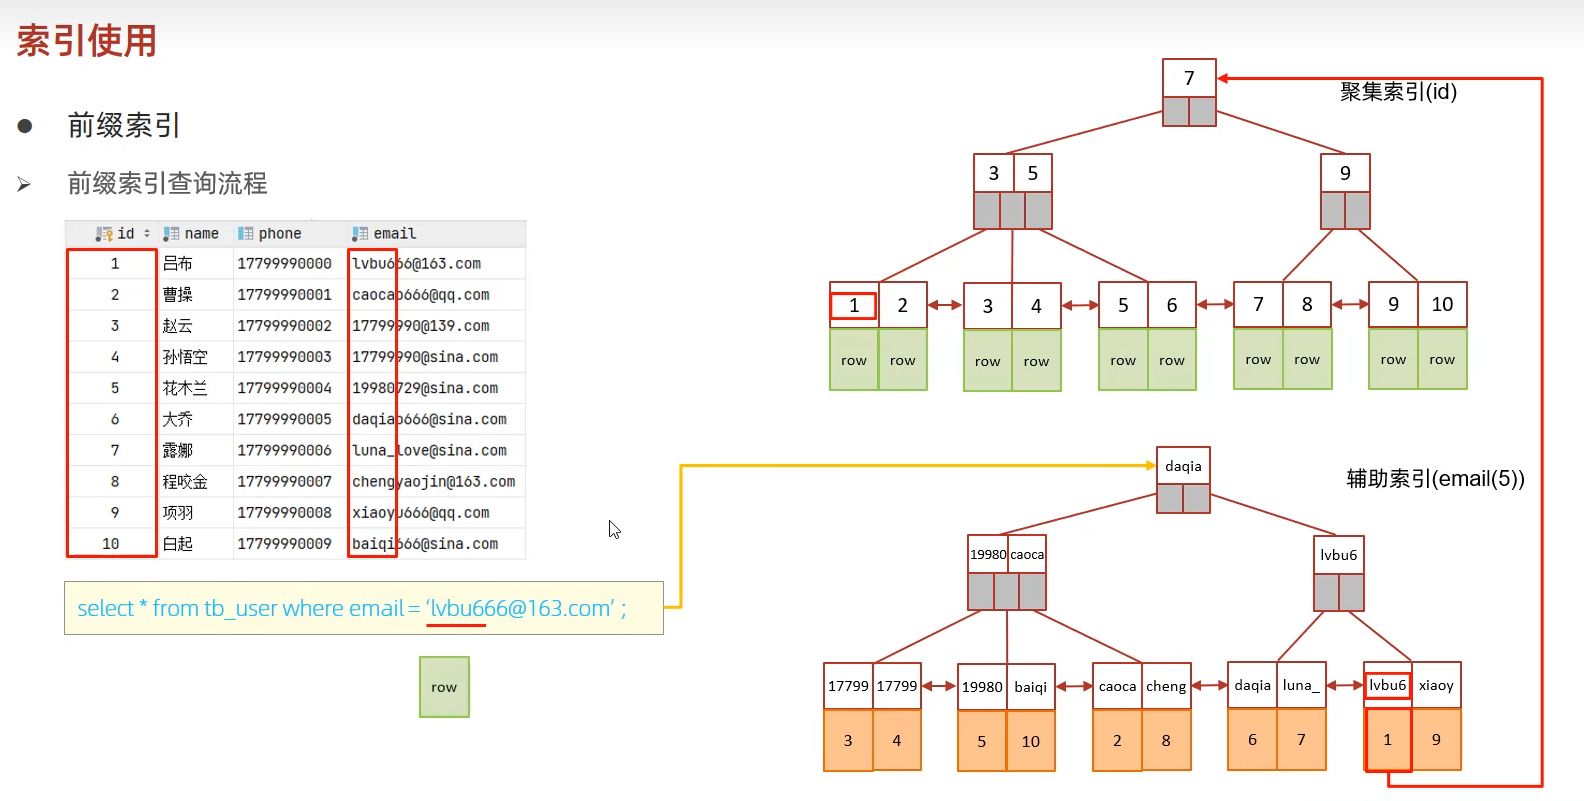 索引使用
前缀索引
前缀索引查询流程
id name phone email
1 吕布 17799990000 lvbu666@163.com
2 曹操 17799990001 caocao666@qq.com
3 赵云 17799990002 17799990@139.com
4 孙悟空 17799990003 17799990@sina.com
5 花木兰 17799990004 19980729@sina.com
6 大乔 17799990005 daqiao666@sina.com
7 露娜 17799990006 luna_love@sina.com
8 程咬金 17799990007 chengyaojin@163.com
9 项羽 17799990008 xiaoyu666@qq.com
10 白起 17799990009 baiqi666@sina.com
select * from tb_user where email = ‘lvbu666@163.com’ ;
row
聚集索引(id)
7
3 5 9
1 2 3 4 5 6 7 8 9 10
row row row row row row row row row row
辅助索引(email(5))
daqia
19980 caoca lvbu6
17799 17799 19980 baiqi caoca cheng daqia luna_ lvbu6 xiaoy
3 4 5 10 2 8 6 7 1 9